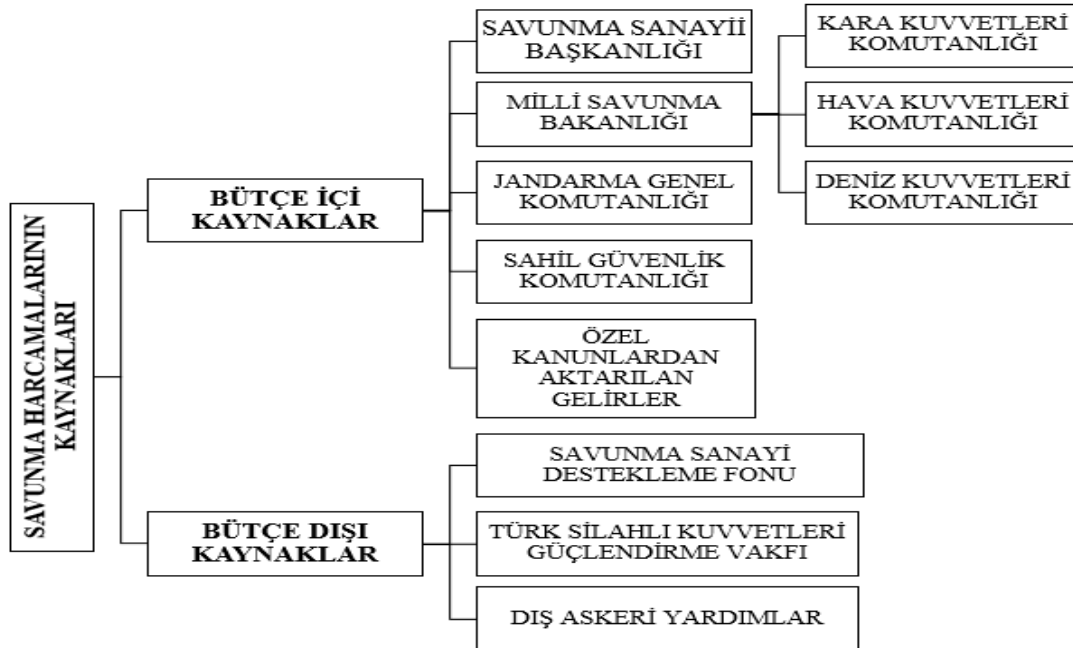 SAVUNMA HARCAMALARININ
KAYNAKLARI
BÜTÇE İÇİ
KAYNAKLAR
SAVUNMA SANAYİİ
BAŞKANLIĞI
MİLLİ SAVUNMA
BAKANLIĞI
KARA KUVVETLERİ
KOMUTANLIĞI
HAVA KUVVETLERİ
KOMUTANLIĞI
DENİZ KUVVETLERİ
KOMUTANLIĞI
JANDARMA GENEL
KOMUTANLIĞI
SAHİL GÜVENLİK
KOMUTANLIĞI
ÖZEL
KANUNLARDAN
AKTARILAN
GELİRLER
BÜTÇE DIŞI
KAYNAKLAR
SAVUNMA SANAYİ
DESTEKLEME FONU
TÜRK SİLAHLI KUVVETLERİ
GÜÇLENDİRME VAKFI
DIŞ ASKERİ YARDIMLAR